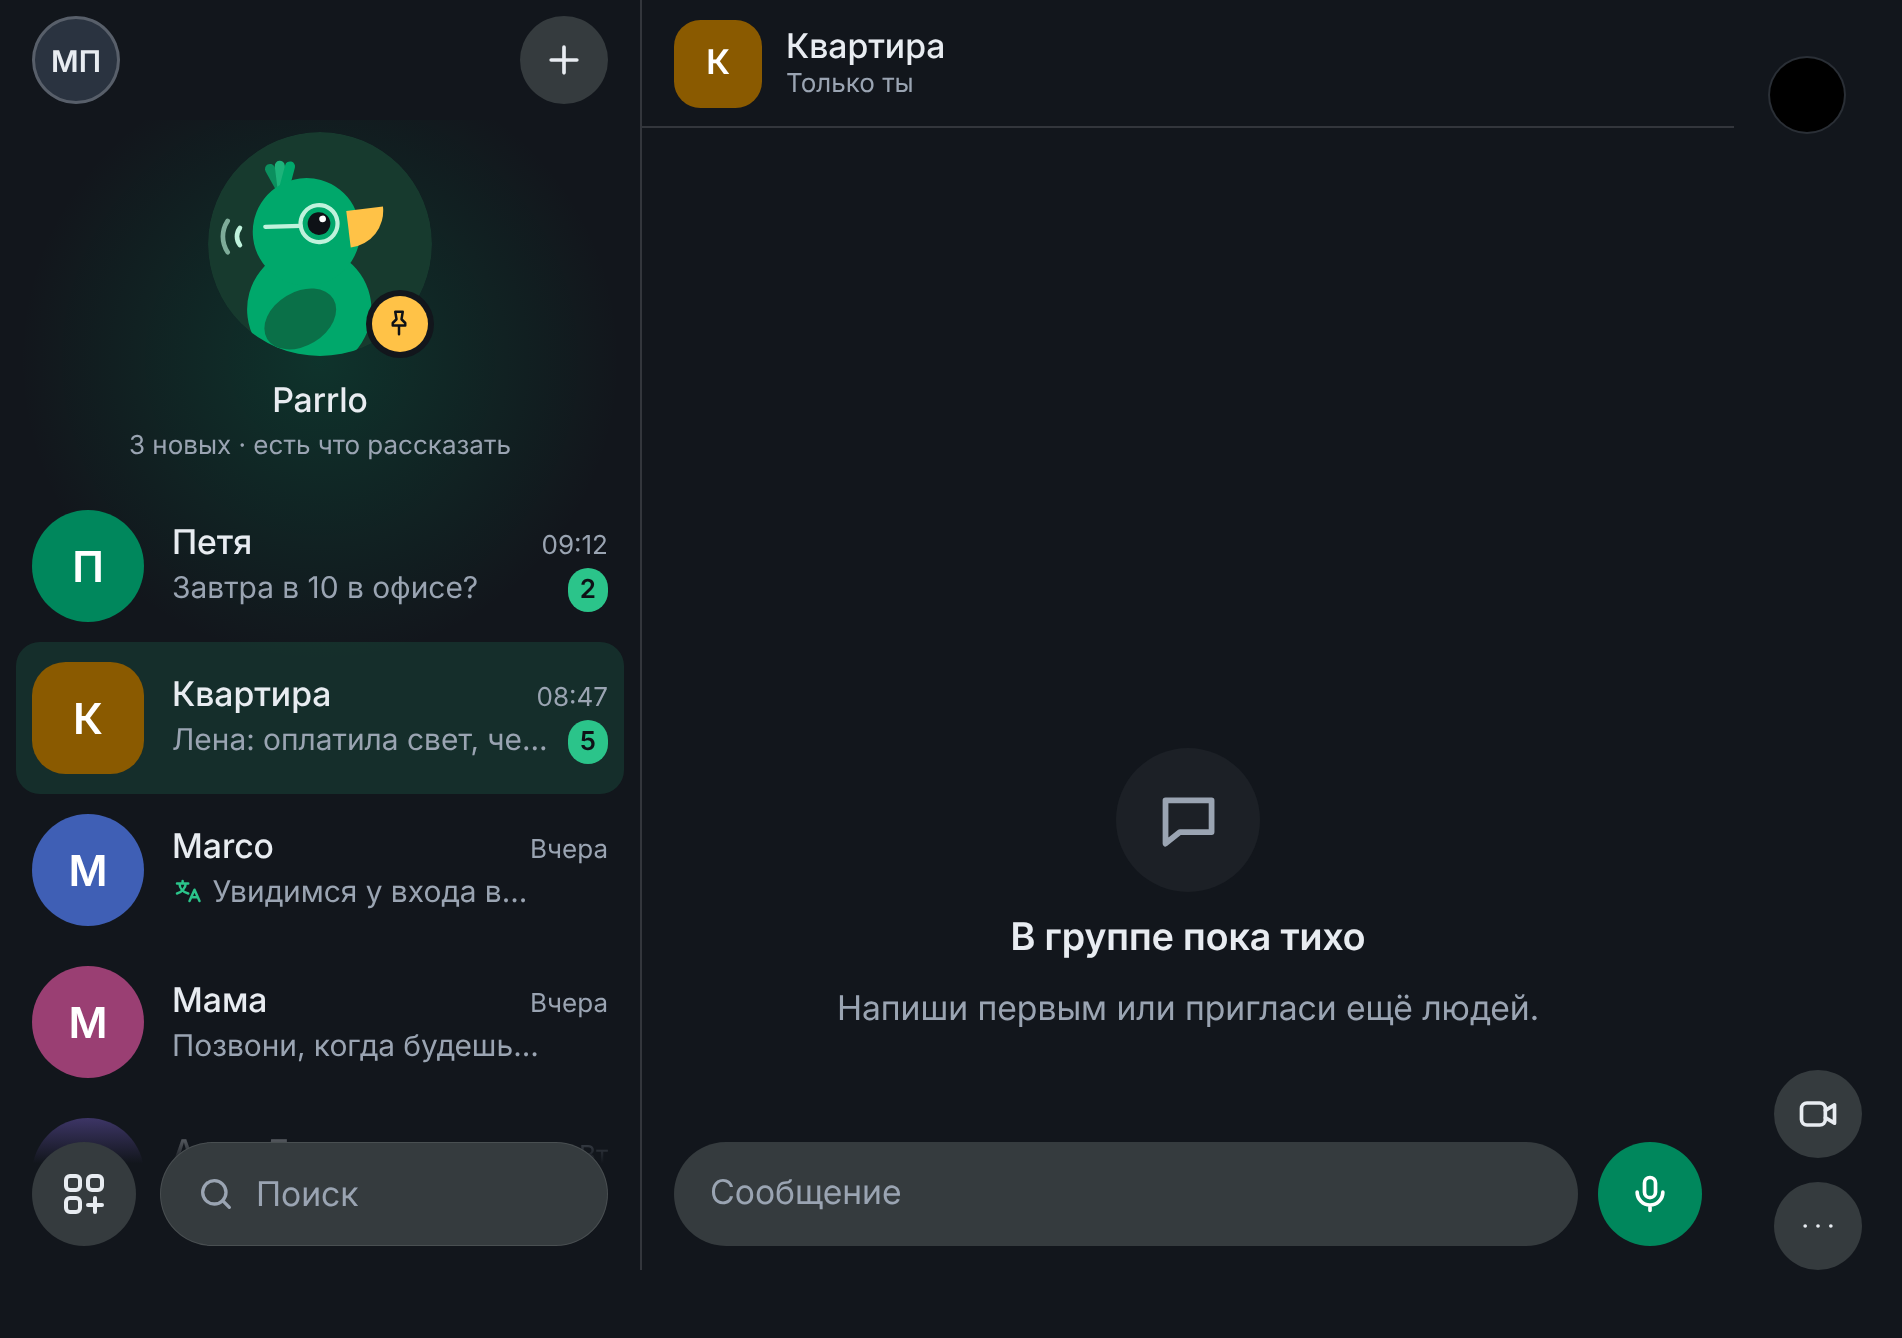 МП
Parrlo
3 новых · есть что рассказать
П
Петя
09:12
Завтра в 10 в офисе?
2
К
Квартира
08:47
Лена: оплатила свет, че...
5
M
Marco
Вчера
Увидимся у входа в...
М
Мама
Вчера
Позвони, когда будешь...
Вт
Поиск
К
Квартира
Только ты
В группе пока тихо
Напиши первым или пригласи ещё людей.
Сообщение